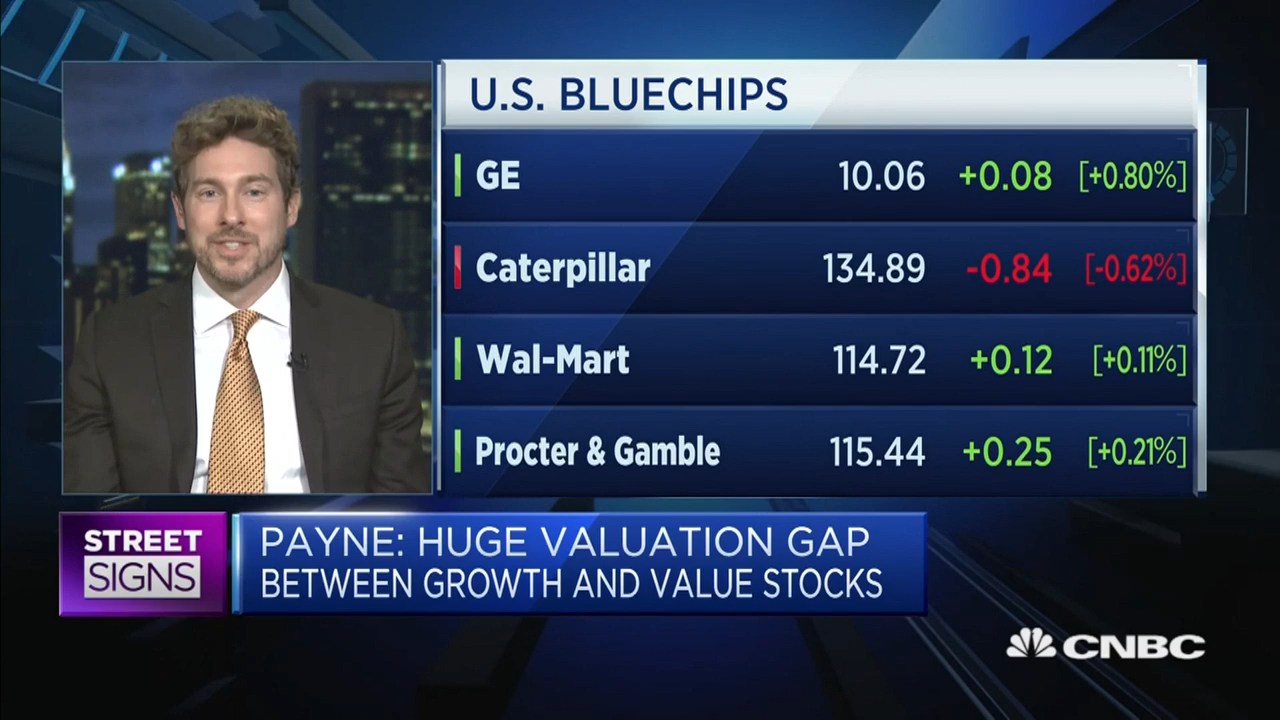 U.S. BLUECHIPS
GE 10.06 +0.08 [+0.80%]
Caterpillar 134.89 -0.84 [-0.62%]
Wal-Mart 114.72 +0.12 [+0.11%]
Procter & Gamble 115.44 +0.25 [+0.21%]
STREET
SIGNS
PAYNE: HUGE VALUATION GAP
BETWEEN GROWTH AND VALUE STOCKS
CNBC